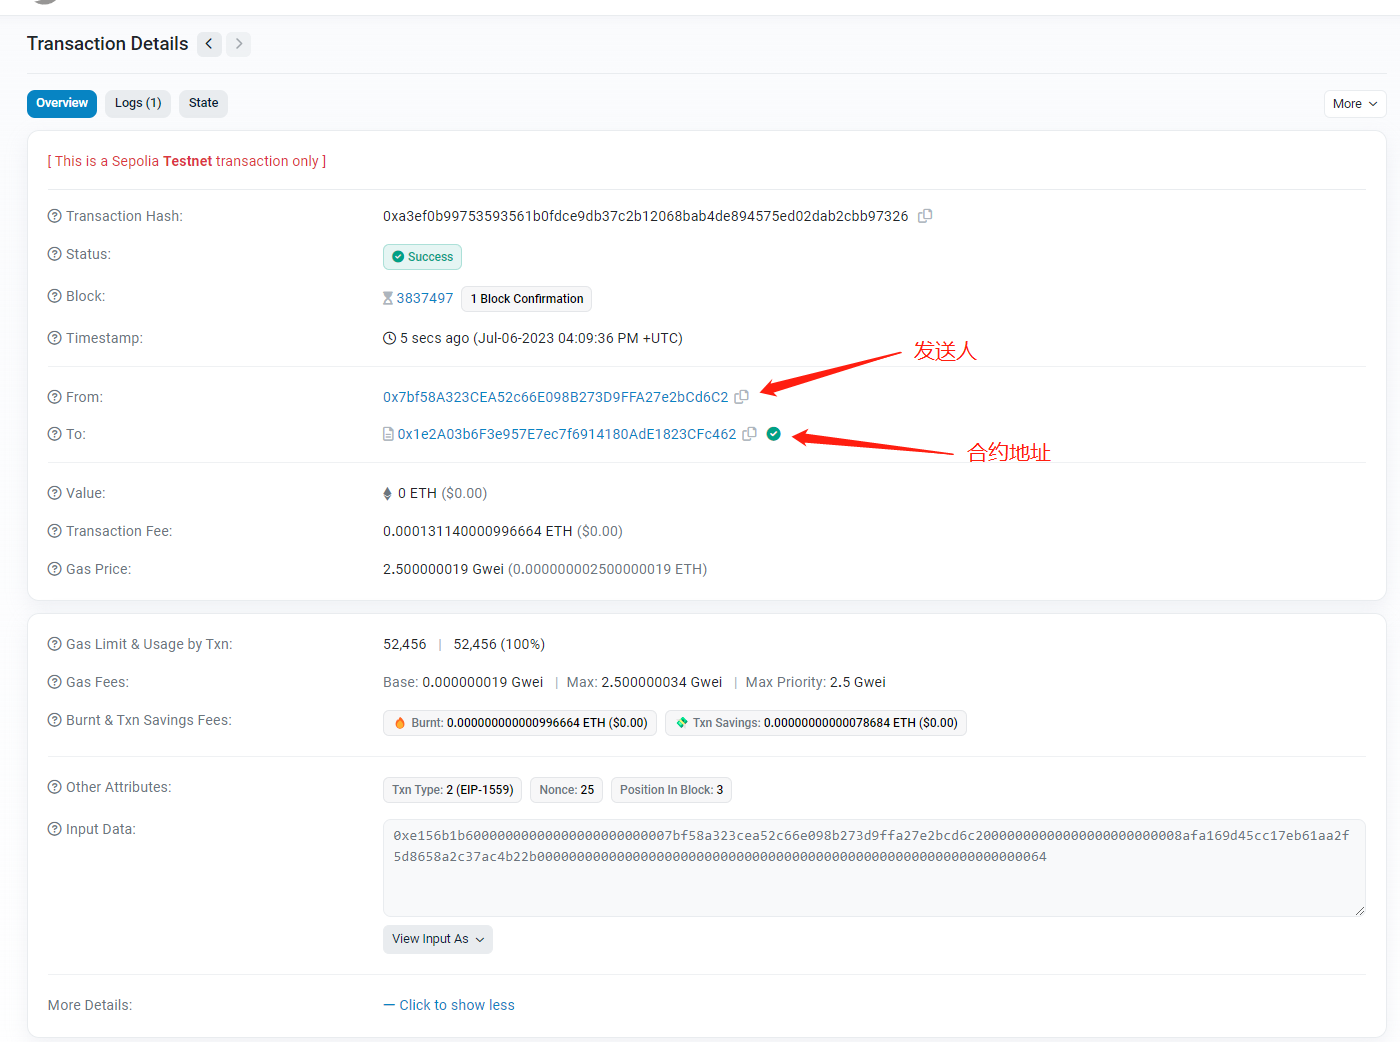 Transaction Details
Overview
Logs (1)
State
More
[ This is a Sepolia Testnet transaction only ]
Transaction Hash:
0xa3ef0b99753593561b0fdce9db37c2b12068bab4de894575ed02dab2cbb97326
Status:
Success
Block:
3837497
1 Block Confirmation
Timestamp:
5 secs ago (Jul-06-2023 04:09:36 PM +UTC)
发送人
From:
0x7bf58A323CEA52c66E098B273D9FFA27e2bCd6C2
To:
0x1e2A03b6F3e957E7ec7f6914180AdE1823CFc462
合约地址
Value:
0 ETH ($0.00)
Transaction Fee:
0.000131140000996664 ETH ($0.00)
Gas Price:
2.500000019 Gwei (0.000000002500000019 ETH)
Gas Limit & Usage by Txn:
52,456 | 52,456 (100%)
Gas Fees:
Base: 0.000000019 Gwei | Max: 2.500000034 Gwei | Max Priority: 2.5 Gwei
Burnt & Txn Savings Fees:
Burnt: 0.000000000000996664 ETH ($0.00)
Txn Savings: 0.00000000000078684 ETH ($0.00)
Other Attributes:
Txn Type: 2 (EIP-1559)
Nonce: 25
Position In Block: 3
Input Data:
0xe156b1b60000000000000000000000007bf58a323cea52c66e098b273d9ffa27e2bcd6c20000000000000000000000008afa169d45cc17eb61aa2f
5d8658a2c37ac4b22b0000000000000000000000000000000000000000000000000000000000000064
View Input As
More Details:
— Click to show less